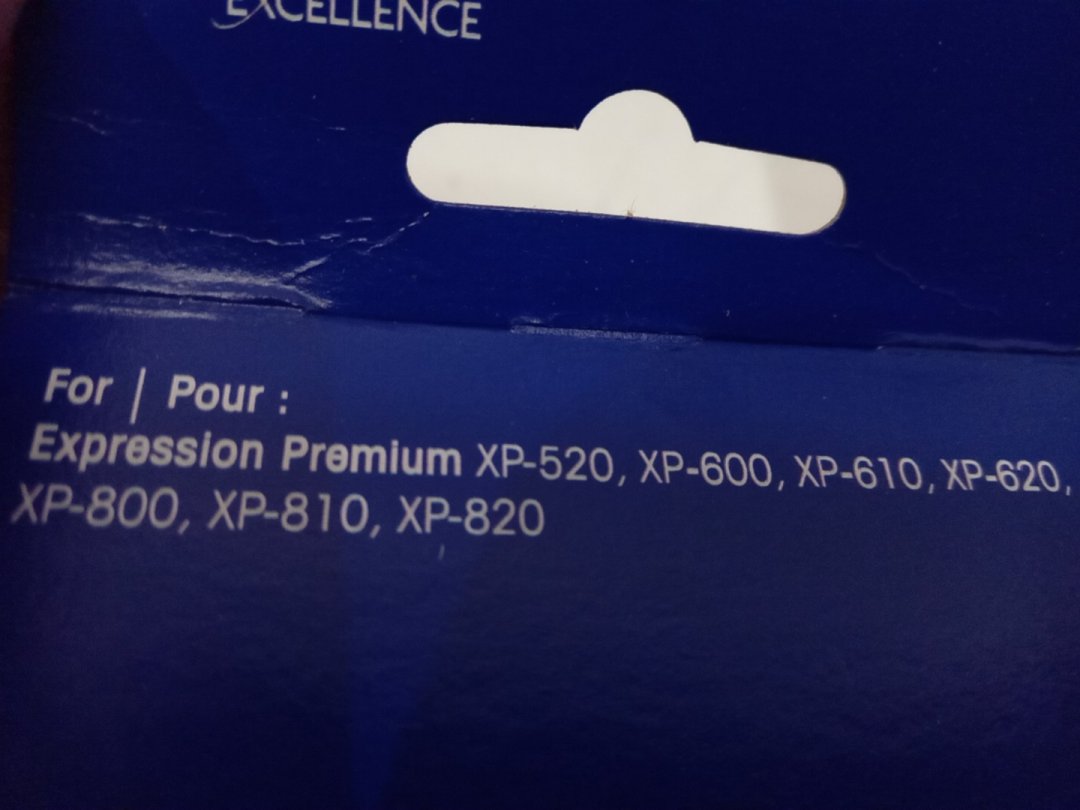 EXCELLENCE
For | Pour :
Expression Premium XP-520, XP-600, XP-610, XP-620,
XP-800, XP-810, XP-820